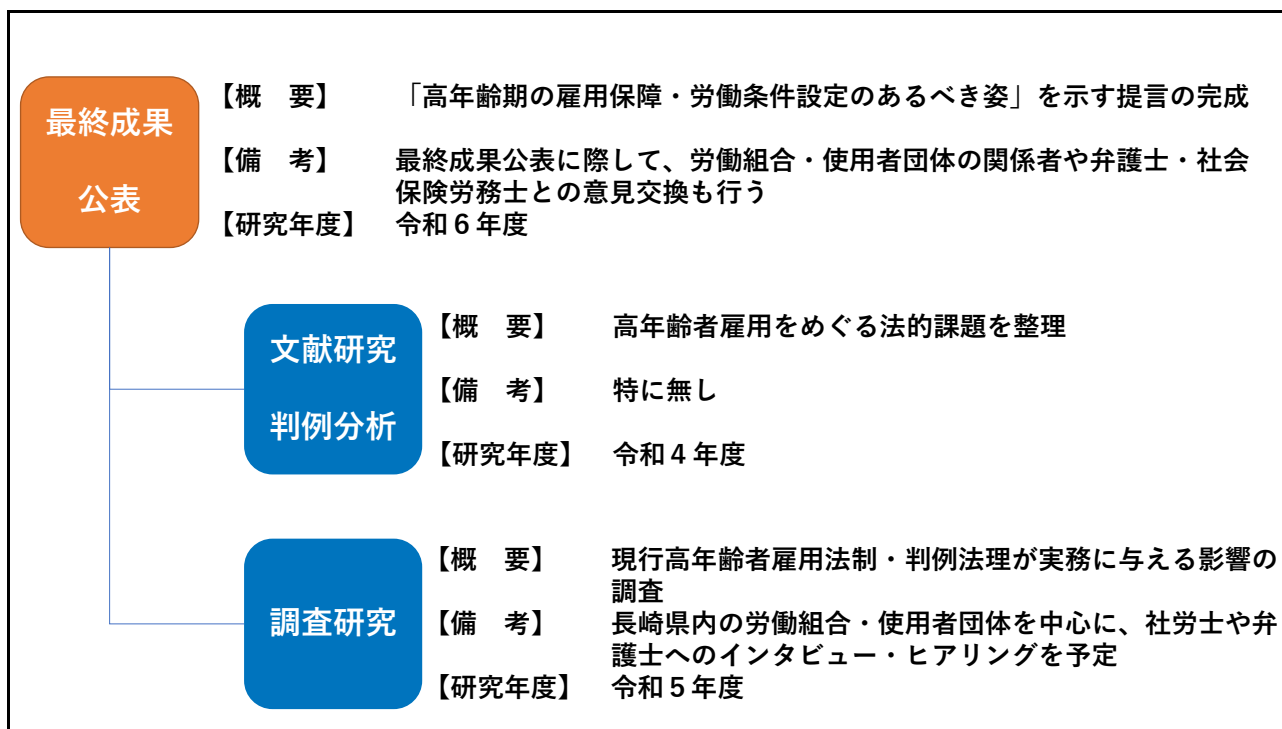 最終成果
公表
【概　要】　「高年齢期の雇用保障・労働条件設定のあるべき姿」を示す提言の完成
【備　考】　最終成果公表に際して、労働組合・使用者団体の関係者や弁護士・社会
保険労務士との意見交換も行う
【研究年度】　令和６年度
文献研究
判例分析
【概　要】　高年齢者雇用をめぐる法的課題を整理
【備　考】　特に無し
【研究年度】　令和４年度
調査研究
【概　要】　現行高年齢者雇用法制・判例法理が実務に与える影響の
調査
【備　考】　長崎県内の労働組合・使用者団体を中心に、社労士や弁
護士へのインタビュー・ヒアリングを予定
【研究年度】　令和５年度